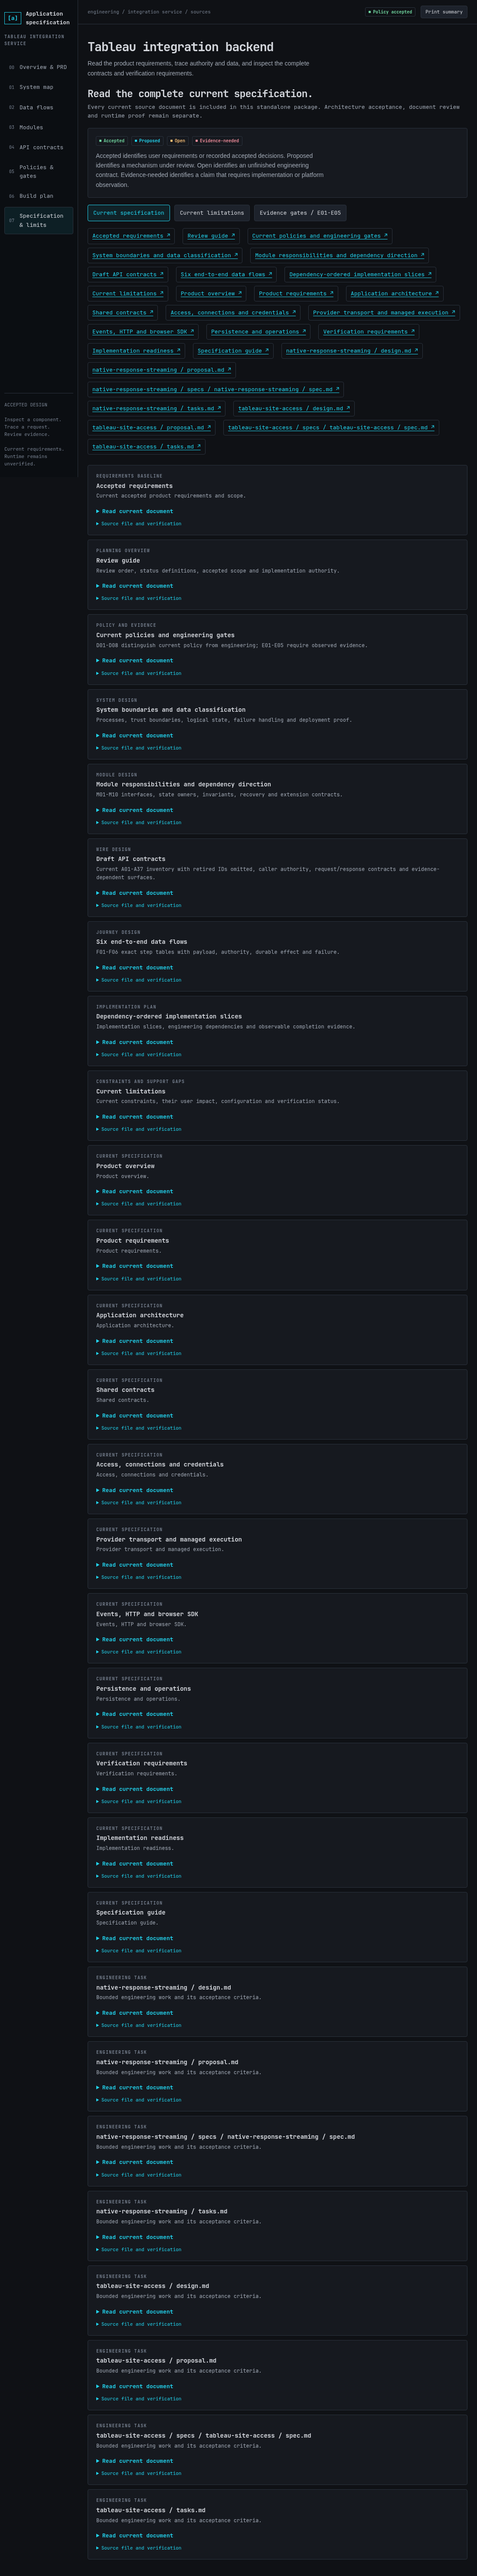 [a]
Application
specification
TABLEAU INTEGRATION
SERVICE
00 Overview & PRD
01 System map
02 Data flows
03 Modules
04 API contracts
05 Policies &
gates
06 Build plan
07 Specification
& limits
ACCEPTED DESIGN
Inspect a component.
Trace a request.
Review evidence.
Current requirements.
Runtime remains
unverified.
engineering / integration service / sources
Policy accepted
Print summary
Tableau integration backend
Read the product requirements, trace authority and data, and inspect the complete
contracts and verification requirements.
Read the complete current specification.
Every current source document is included in this standalone package. Architecture acceptance, document review
and runtime proof remain separate.
Accepted Proposed Open Evidence-needed
Accepted identifies user requirements or recorded accepted decisions. Proposed
identifies a mechanism under review. Open identifies an unfinished engineering
contract. Evidence-needed identifies a claim that requires implementation or platform
observation.
Current specification
Current limitations
Evidence gates / E01-E05
Accepted requirements ↗ Review guide ↗ Current policies and engineering gates ↗
System boundaries and data classification ↗ Module responsibilities and dependency direction ↗
Draft API contracts ↗ Six end-to-end data flows ↗ Dependency-ordered implementation slices ↗
Current limitations ↗ Product overview ↗ Product requirements ↗ Application architecture ↗
Shared contracts ↗ Access, connections and credentials ↗ Provider transport and managed execution ↗
Events, HTTP and browser SDK ↗ Persistence and operations ↗ Verification requirements ↗
Implementation readiness ↗ Specification guide ↗ native-response-streaming / design.md ↗
native-response-streaming / proposal.md ↗
native-response-streaming / specs / native-response-streaming / spec.md ↗
native-response-streaming / tasks.md ↗ tableau-site-access / design.md ↗
tableau-site-access / proposal.md ↗ tableau-site-access / specs / tableau-site-access / spec.md ↗
tableau-site-access / tasks.md ↗
REQUIREMENTS BASELINE
Accepted requirements
Current accepted product requirements and scope.
▶ Read current document
▶ Source file and verification
PLANNING OVERVIEW
Review guide
Review order, status definitions, accepted scope and implementation authority.
▶ Read current document
▶ Source file and verification
POLICY AND EVIDENCE
Current policies and engineering gates
D01-D08 distinguish current policy from engineering; E01-E05 require observed evidence.
▶ Read current document
▶ Source file and verification
SYSTEM DESIGN
System boundaries and data classification
Processes, trust boundaries, logical state, failure handling and deployment proof.
▶ Read current document
▶ Source file and verification
MODULE DESIGN
Module responsibilities and dependency direction
M01-M10 interfaces, state owners, invariants, recovery and extension contracts.
▶ Read current document
▶ Source file and verification
WIRE DESIGN
Draft API contracts
Current A01-A37 inventory with retired IDs omitted, caller authority, request/response contracts and evidence-
dependent surfaces.
▶ Read current document
▶ Source file and verification
JOURNEY DESIGN
Six end-to-end data flows
F01-F06 exact step tables with payload, authority, durable effect and failure.
▶ Read current document
▶ Source file and verification
IMPLEMENTATION PLAN
Dependency-ordered implementation slices
Implementation slices, engineering dependencies and observable completion evidence.
▶ Read current document
▶ Source file and verification
CONSTRAINTS AND SUPPORT GAPS
Current limitations
Current constraints, their user impact, configuration and verification status.
▶ Read current document
▶ Source file and verification
CURRENT SPECIFICATION
Product overview
Product overview.
▶ Read current document
▶ Source file and verification
CURRENT SPECIFICATION
Product requirements
Product requirements.
▶ Read current document
▶ Source file and verification
CURRENT SPECIFICATION
Application architecture
Application architecture.
▶ Read current document
▶ Source file and verification
CURRENT SPECIFICATION
Shared contracts
Shared contracts.
▶ Read current document
▶ Source file and verification
CURRENT SPECIFICATION
Access, connections and credentials
Access, connections and credentials.
▶ Read current document
▶ Source file and verification
CURRENT SPECIFICATION
Provider transport and managed execution
Provider transport and managed execution.
▶ Read current document
▶ Source file and verification
CURRENT SPECIFICATION
Events, HTTP and browser SDK
Events, HTTP and browser SDK.
▶ Read current document
▶ Source file and verification
CURRENT SPECIFICATION
Persistence and operations
Persistence and operations.
▶ Read current document
▶ Source file and verification
CURRENT SPECIFICATION
Verification requirements
Verification requirements.
▶ Read current document
▶ Source file and verification
CURRENT SPECIFICATION
Implementation readiness
Implementation readiness.
▶ Read current document
▶ Source file and verification
CURRENT SPECIFICATION
Specification guide
Specification guide.
▶ Read current document
▶ Source file and verification
ENGINEERING TASK
native-response-streaming / design.md
Bounded engineering work and its acceptance criteria.
▶ Read current document
▶ Source file and verification
ENGINEERING TASK
native-response-streaming / proposal.md
Bounded engineering work and its acceptance criteria.
▶ Read current document
▶ Source file and verification
ENGINEERING TASK
native-response-streaming / specs / native-response-streaming / spec.md
Bounded engineering work and its acceptance criteria.
▶ Read current document
▶ Source file and verification
ENGINEERING TASK
native-response-streaming / tasks.md
Bounded engineering work and its acceptance criteria.
▶ Read current document
▶ Source file and verification
ENGINEERING TASK
tableau-site-access / design.md
Bounded engineering work and its acceptance criteria.
▶ Read current document
▶ Source file and verification
ENGINEERING TASK
tableau-site-access / proposal.md
Bounded engineering work and its acceptance criteria.
▶ Read current document
▶ Source file and verification
ENGINEERING TASK
tableau-site-access / specs / tableau-site-access / spec.md
Bounded engineering work and its acceptance criteria.
▶ Read current document
▶ Source file and verification
ENGINEERING TASK
tableau-site-access / tasks.md
Bounded engineering work and its acceptance criteria.
▶ Read current document
▶ Source file and verification